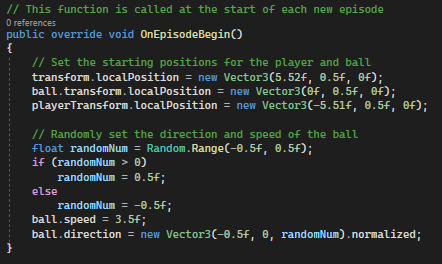 // This function is called at the start of each new episode
0 references
public override void OnEpisodeBegin()
{
// Set the starting positions for the player and ball
transform.localPosition = new Vector3(5.52f, 0.5f, 0f);
ball.transform.localPosition = new Vector3(0f, 0.5f, 0f);
playerTransform.localPosition = new Vector3(-5.51f, 0.5f, 0f);
// Randomly set the direction and speed of the ball
float randomNum = Random.Range(-0.5f, 0.5f);
if (randomNum > 0)
randomNum = 0.5f;
else
randomNum = -0.5f;
ball.speed = 3.5f;
ball.direction = new Vector3(-0.5f, 0, randomNum).normalized;
}